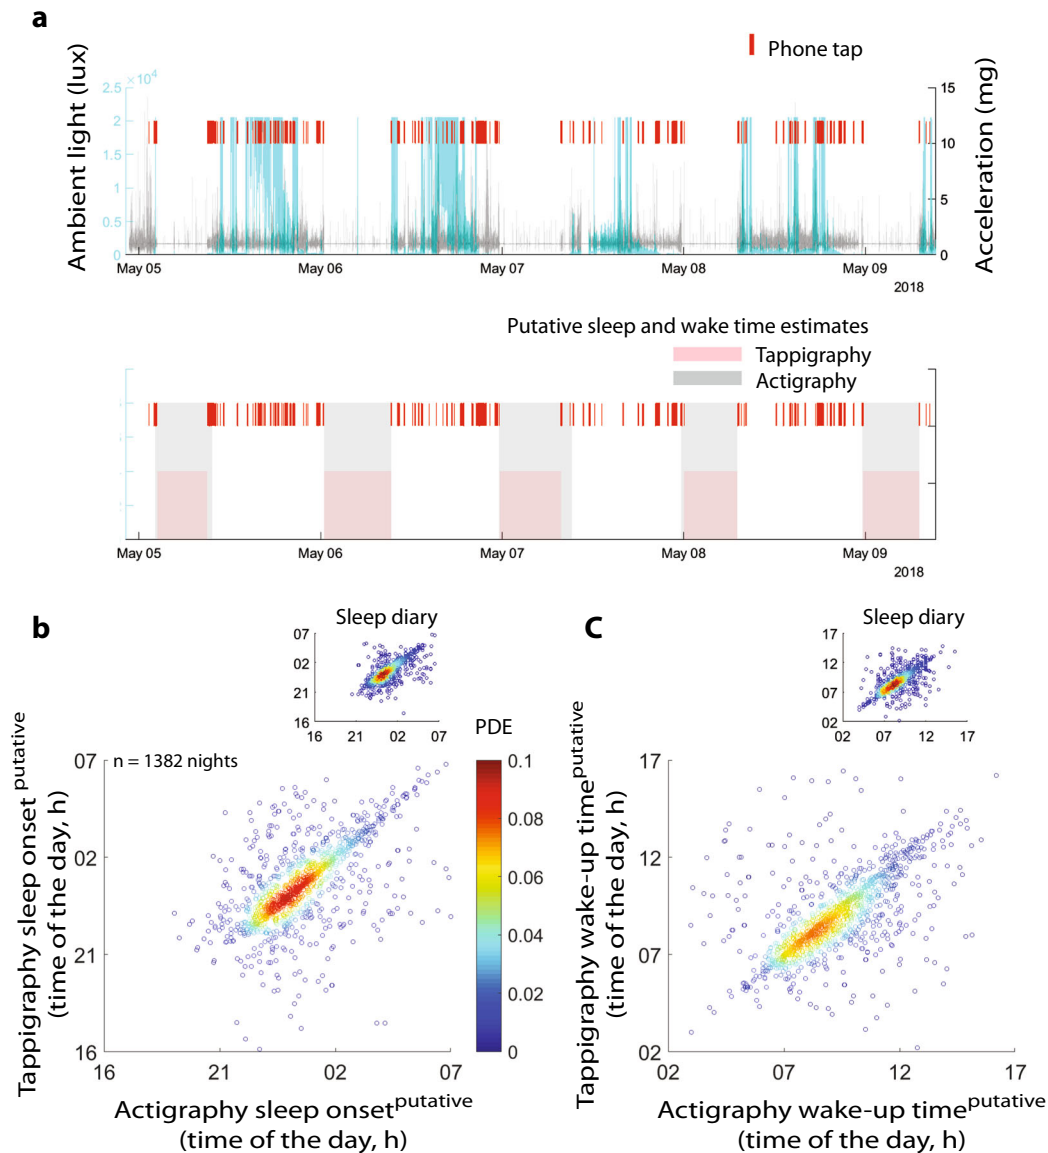 a
Phone tap
Ambient light (lux)
× 10⁴
2.5
2
1.5
1
0.5
0
Acceleration (mg)
15
10
5
0
May 05
May 06
May 07
May 08
May 09
2018
Putative sleep and wake time estimates
Tappigraphy
Actigraphy
May 05
May 06
May 07
May 08
May 09
2018
b
Sleep diary
07
02
21
16
16
21
02
07
n = 1382 nights
Tappigraphy sleep onset putative
(time of the day, h)
07
02
21
16
16
21
02
07
Actigraphy sleep onset putative
(time of the day, h)
PDE
0.1
0.08
0.06
0.04
0.02
0
C
Sleep diary
17
12
07
02
02
07
12
17
Tappigraphy wake-up time putative
(time of the day, h)
17
12
07
02
02
07
12
17
Actigraphy wake-up time putative
(time of the day, h)